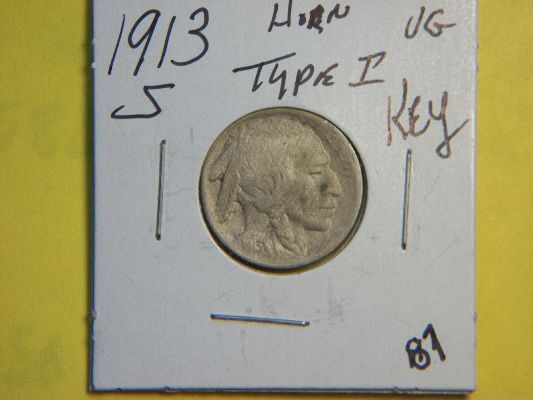 1913 HORN VG
S TYPE I KEY
87